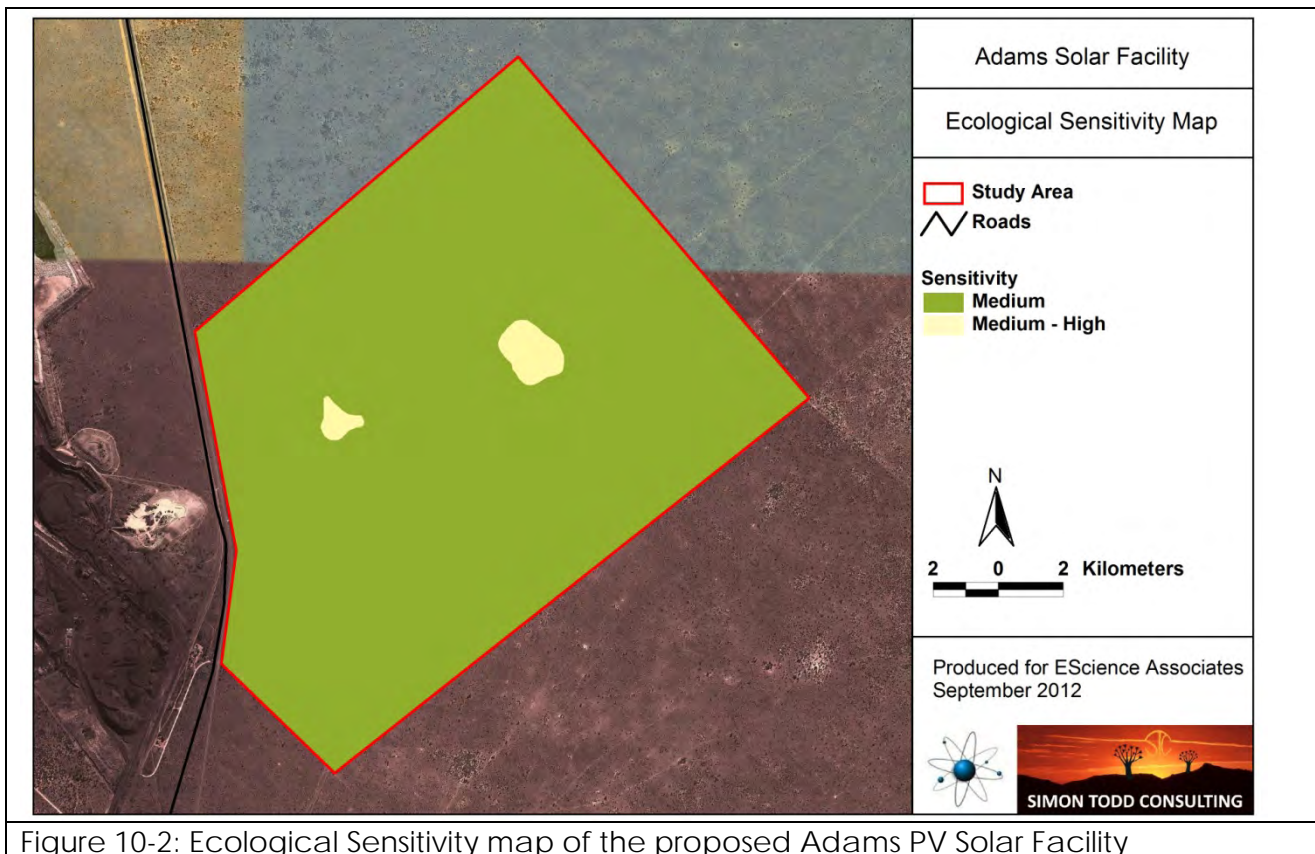 Adams Solar Facility
Ecological Sensitivity Map
Study Area
Roads
Sensitivity
Medium
Medium - High
N
2 0 2 Kilometers
Produced for EScience Associates
September 2012
SIMON TODD CONSULTING
Figure 10-2: Ecological Sensitivity map of the proposed Adams PV Solar Facility